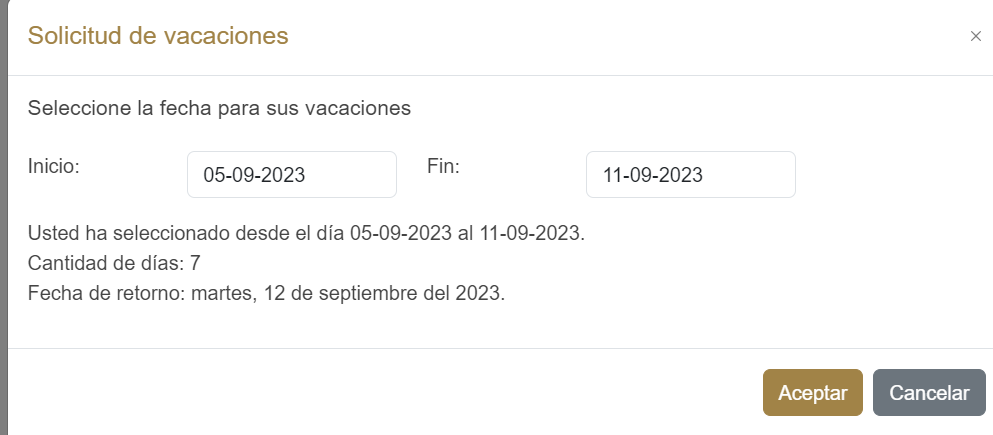 Solicitud de vacaciones ×
Seleccione la fecha para sus vacaciones
Inicio: 05-09-2023 Fin: 11-09-2023
Usted ha seleccionado desde el día 05-09-2023 al 11-09-2023.
Cantidad de días: 7
Fecha de retorno: martes, 12 de septiembre del 2023.
Aceptar Cancelar